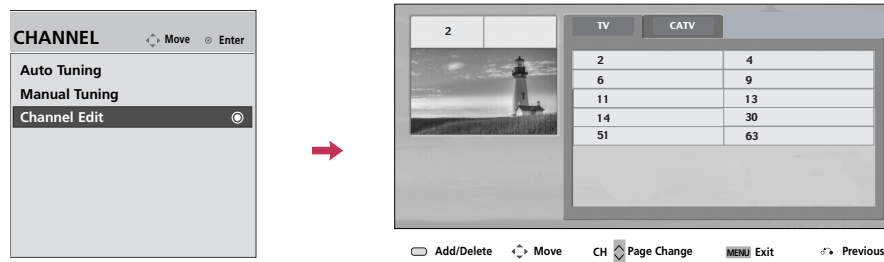 CHANNEL Move Enter
Auto Tuning
Manual Tuning
Channel Edit
2
TV CATV
2 4
6 9
11 13
14 30
51 63
Add/Delete Move CH Page Change MENU Exit Previous